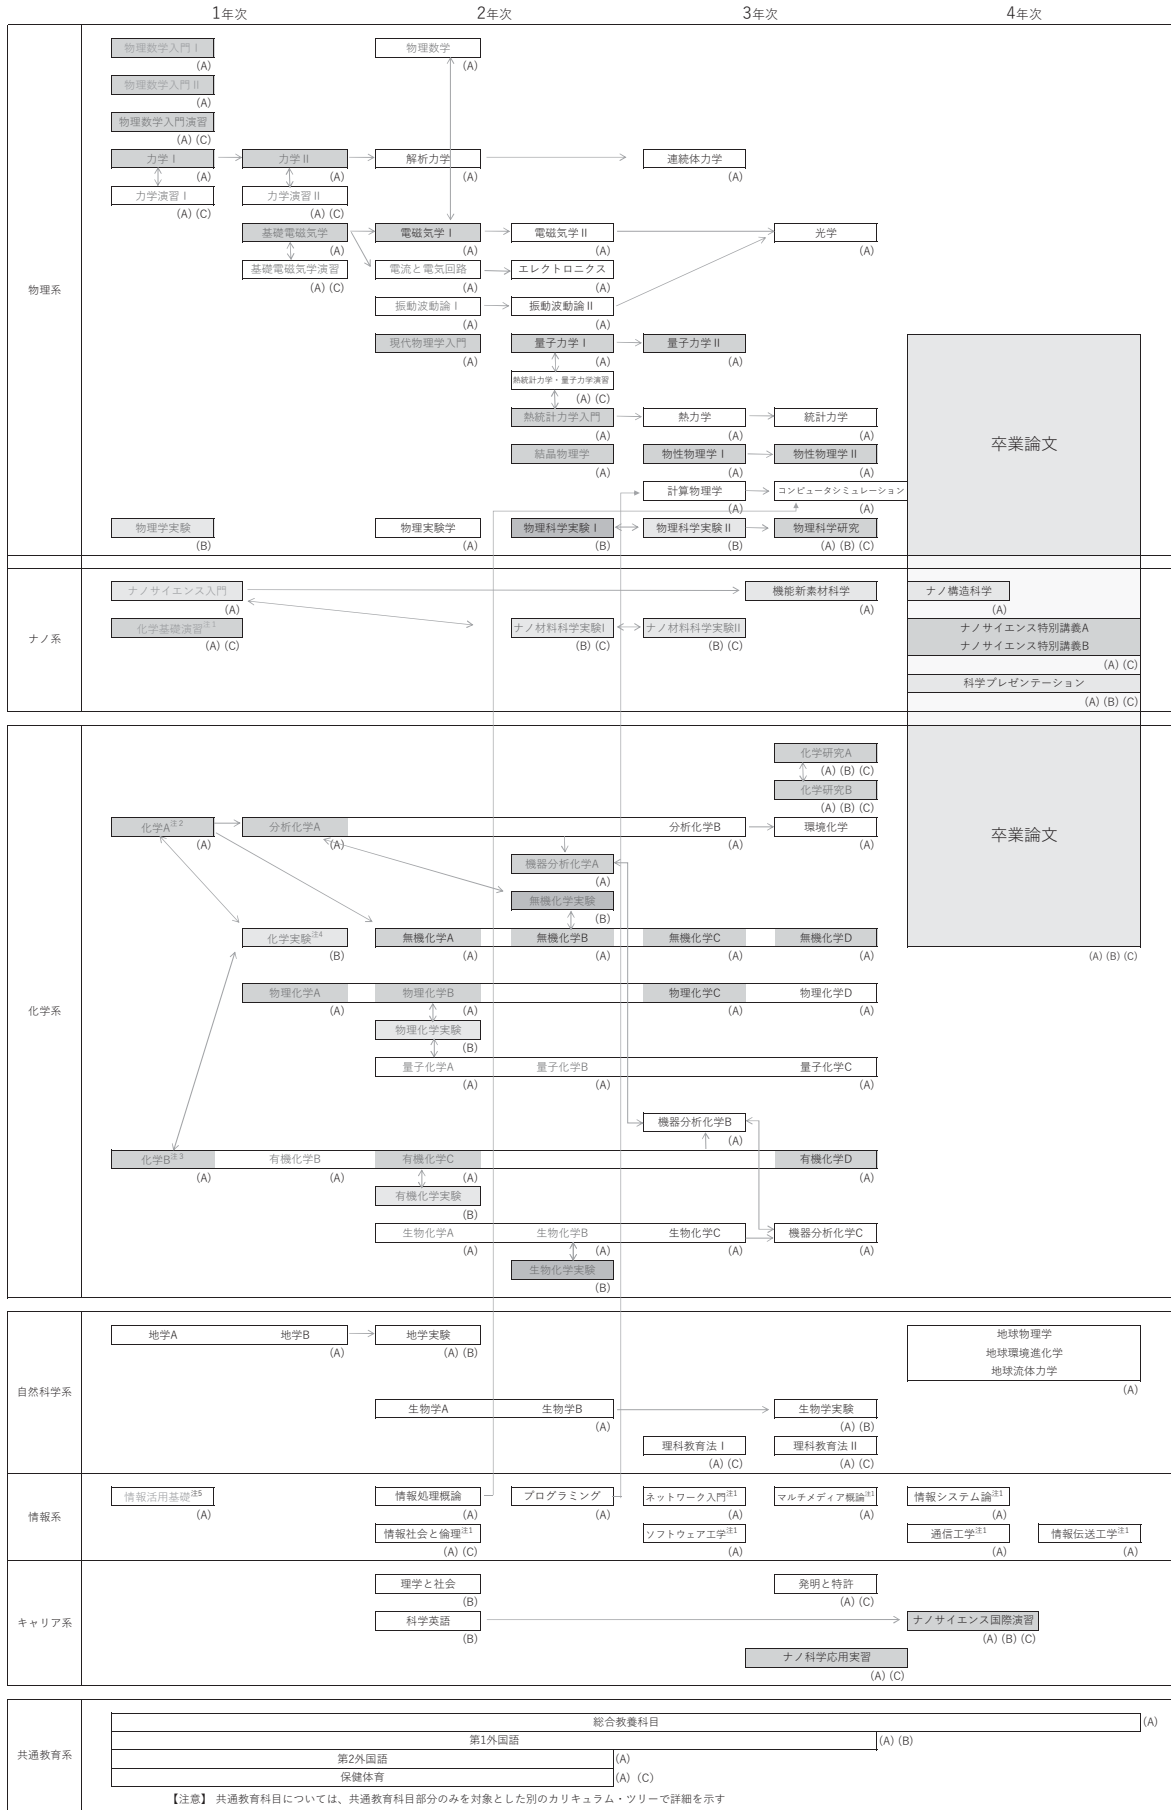 1年次 2年次 3年次 4年次
物理系
物理数学入門 I 物理数学
(A) (A)
物理数学入門 II
(A)
物理数学入門演習
(A) (C)
力学 I 力学 II 解析力学 連続体力学
(A) (A) (A) (A)
力学演習 I 力学演習 II
(A) (C) (A) (C)
基礎電磁気学 電磁気学 I 電磁気学 II 光学
(A) (A) (A) (A)
基礎電磁気学演習 電流と電気回路 エレクトロニクス
(A) (C) (A) (A)
振動波動論 I 振動波動論 II
(A) (A)
現代物理学入門 量子力学 I 量子力学 II
(A) (A) (A)
熱統計力学・量子力学演習
(A) (C)
熱統計力学入門 熱力学 統計力学
(A) (A) (A)
卒業論文
結晶物理学 物性物理学 I 物性物理学 II
(A) (A) (A)
計算物理学 コンピュータシミュレーション
(A) (A)
物理学実験 物理実験学 物理科学実験 I 物理科学実験 II 物理科学研究
(B) (A) (B) (B) (A) (B) (C)
ナノ系
ナノサイエンス入門 機能新素材科学 ナノ構造科学
(A) (A) (A)
化学基礎演習注1 ナノ材料科学実験I ナノ材料科学実験II ナノサイエンス特別講義A
(A) (C) (B) (C) (B) (C) ナノサイエンス特別講義B
(A) (C)
科学プレゼンテーション
(A) (B) (C)
化学系
化学研究A
(A) (B) (C)
化学研究B
(A) (B) (C)
化学A注2 分析化学A 分析化学B 環境化学 卒業論文
(A) (A) (A) (A)
機器分析化学A
(A)
無機化学実験
(B)
化学実験注4 無機化学A 無機化学B 無機化学C 無機化学D
(B) (A) (A) (A) (A) (A) (B) (C)
物理化学A 物理化学B 物理化学C 物理化学D
(A) (A) (A) (A)
物理化学実験
(B)
量子化学A 量子化学B 量子化学C
(A) (A) (A)
機器分析化学B
(A)
化学B注3 有機化学B 有機化学C 有機化学D
(A) (A) (A) (A)
有機化学実験
(B)
生物化学A 生物化学B 生物化学C 機器分析化学C
(A) (A) (A) (A)
生物化学実験
(B)
自然科学系
地学A 地学B 地学実験 地球物理学
(A) (A) (B) 地球環境進化学
地球流体力学
(A)
生物学A 生物学B 生物学実験
(A) (A) (B)
理科教育法 I 理科教育法 II
(A) (C) (A) (C)
情報系
情報活用基礎注5 情報処理概論 プログラミング ネットワーク入門注1 マルチメディア概論注1 情報システム論注1
(A) (A) (A) (A) (A) (A)
情報社会と倫理注1 ソフトウェア工学注1 通信工学注1 情報伝送工学注1
(A) (C) (A) (A) (A)
キャリア系
理学と社会 発明と特許
(B) (A) (C)
科学英語 ナノサイエンス国際演習
(B) (A) (B) (C)
ナノ科学応用実習
(A) (C)
共通教育系
総合教養科目 (A)
第1外国語 (A) (B)
第2外国語 (A)
保健体育 (A) (C)
【注意】 共通教育科目については、共通教育科目部分のみを対象とした別のカリキュラム・ツリーで詳細を示す